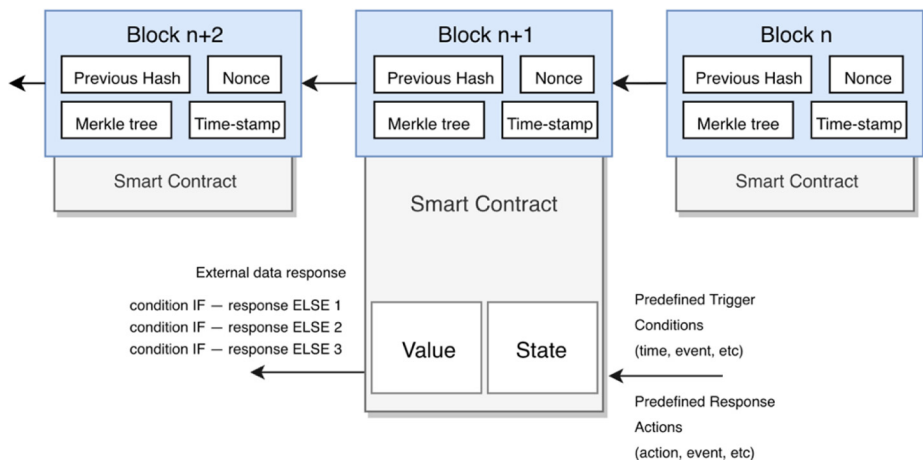 Block n+2
Previous Hash
Nonce
Merkle tree
Time-stamp
Smart Contract
Block n+1
Previous Hash
Nonce
Merkle tree
Time-stamp
Smart Contract
Block n
Previous Hash
Nonce
Merkle tree
Time-stamp
Smart Contract
External data response
condition IF — response ELSE 1
condition IF — response ELSE 2
condition IF — response ELSE 3
Value
State
Predefined Trigger
Conditions
(time, event, etc)
Predefined Response
Actions
(action, event, etc)